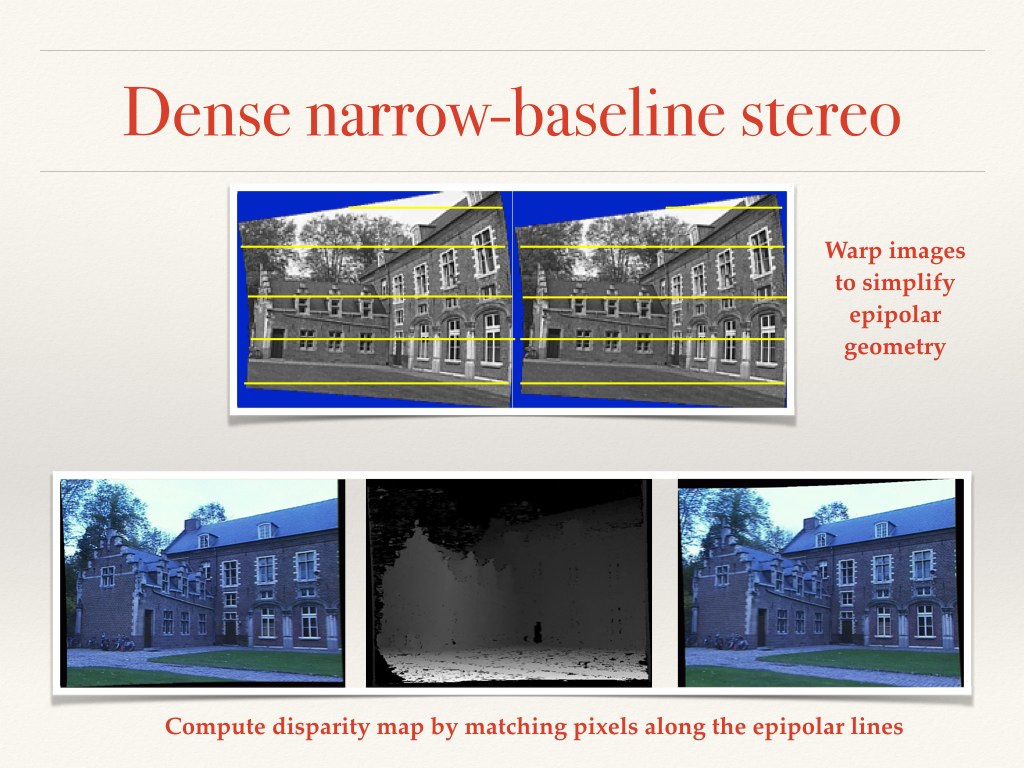 Dense narrow-baseline stereo
Warp images
to simplify
epipolar
geometry
Compute disparity map by matching pixels along the epipolar lines